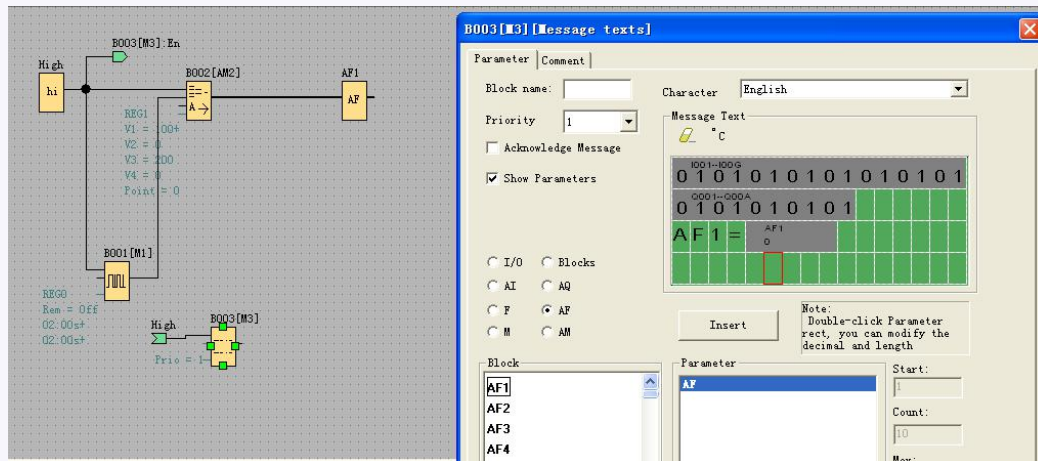 B003[M3]:En
High
hi
B002[AM2]
A→
AF1
AF
REG1
V1 = 100+
V2 = 0
V3 = 200
V4 = 0
Point = 0
B001[M1]
REG0
Rem = Off
02:00s+
02:00s+
High
B003[M3]
Prio = 1
B003[M3][Message texts]
Parameter
Comment
Block name:
Character
English
Priority
1
Acknowledge Message
Show Parameters
Message Text
°C
I001--I00G
0 1 0 1 0 1 0 1 0 1 0 1 0 1 0 1
Q001--Q00A
0 1 0 1 0 1 0 1 0 1
AF1=
AF1
0
I/O
Blocks
AI
AQ
F
AF
M
AM
Insert
Note:
Double-click Parameter
rect, you can modify the
decimal and length
Block
AF1
AF2
AF3
AF4
Parameter
AF
Start:
1
Count:
10